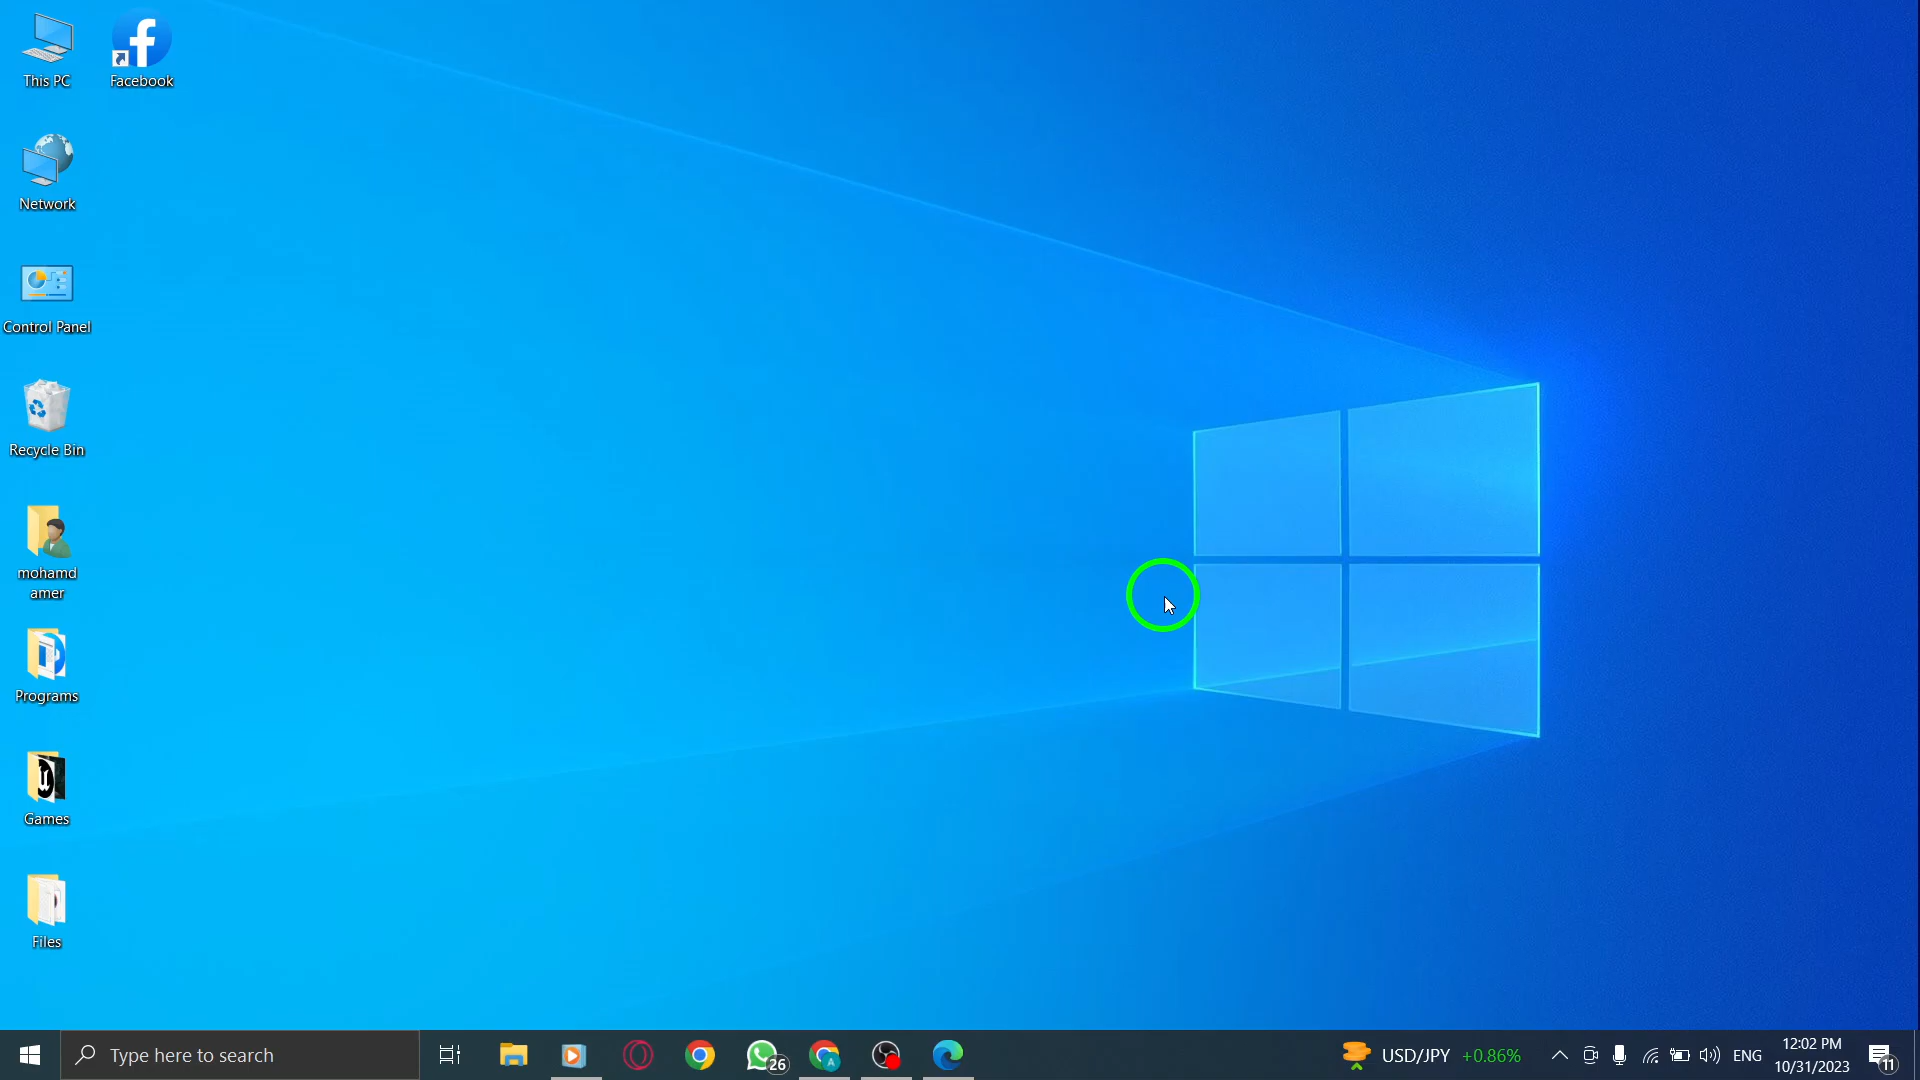 This PC
Facebook
Network
Control Panel
Recycle Bin
mohamd
amer
Programs
Games
Files
Type here to search
26
A
USD/JPY +0.86%
ENG
12:02 PM
10/31/2023
11